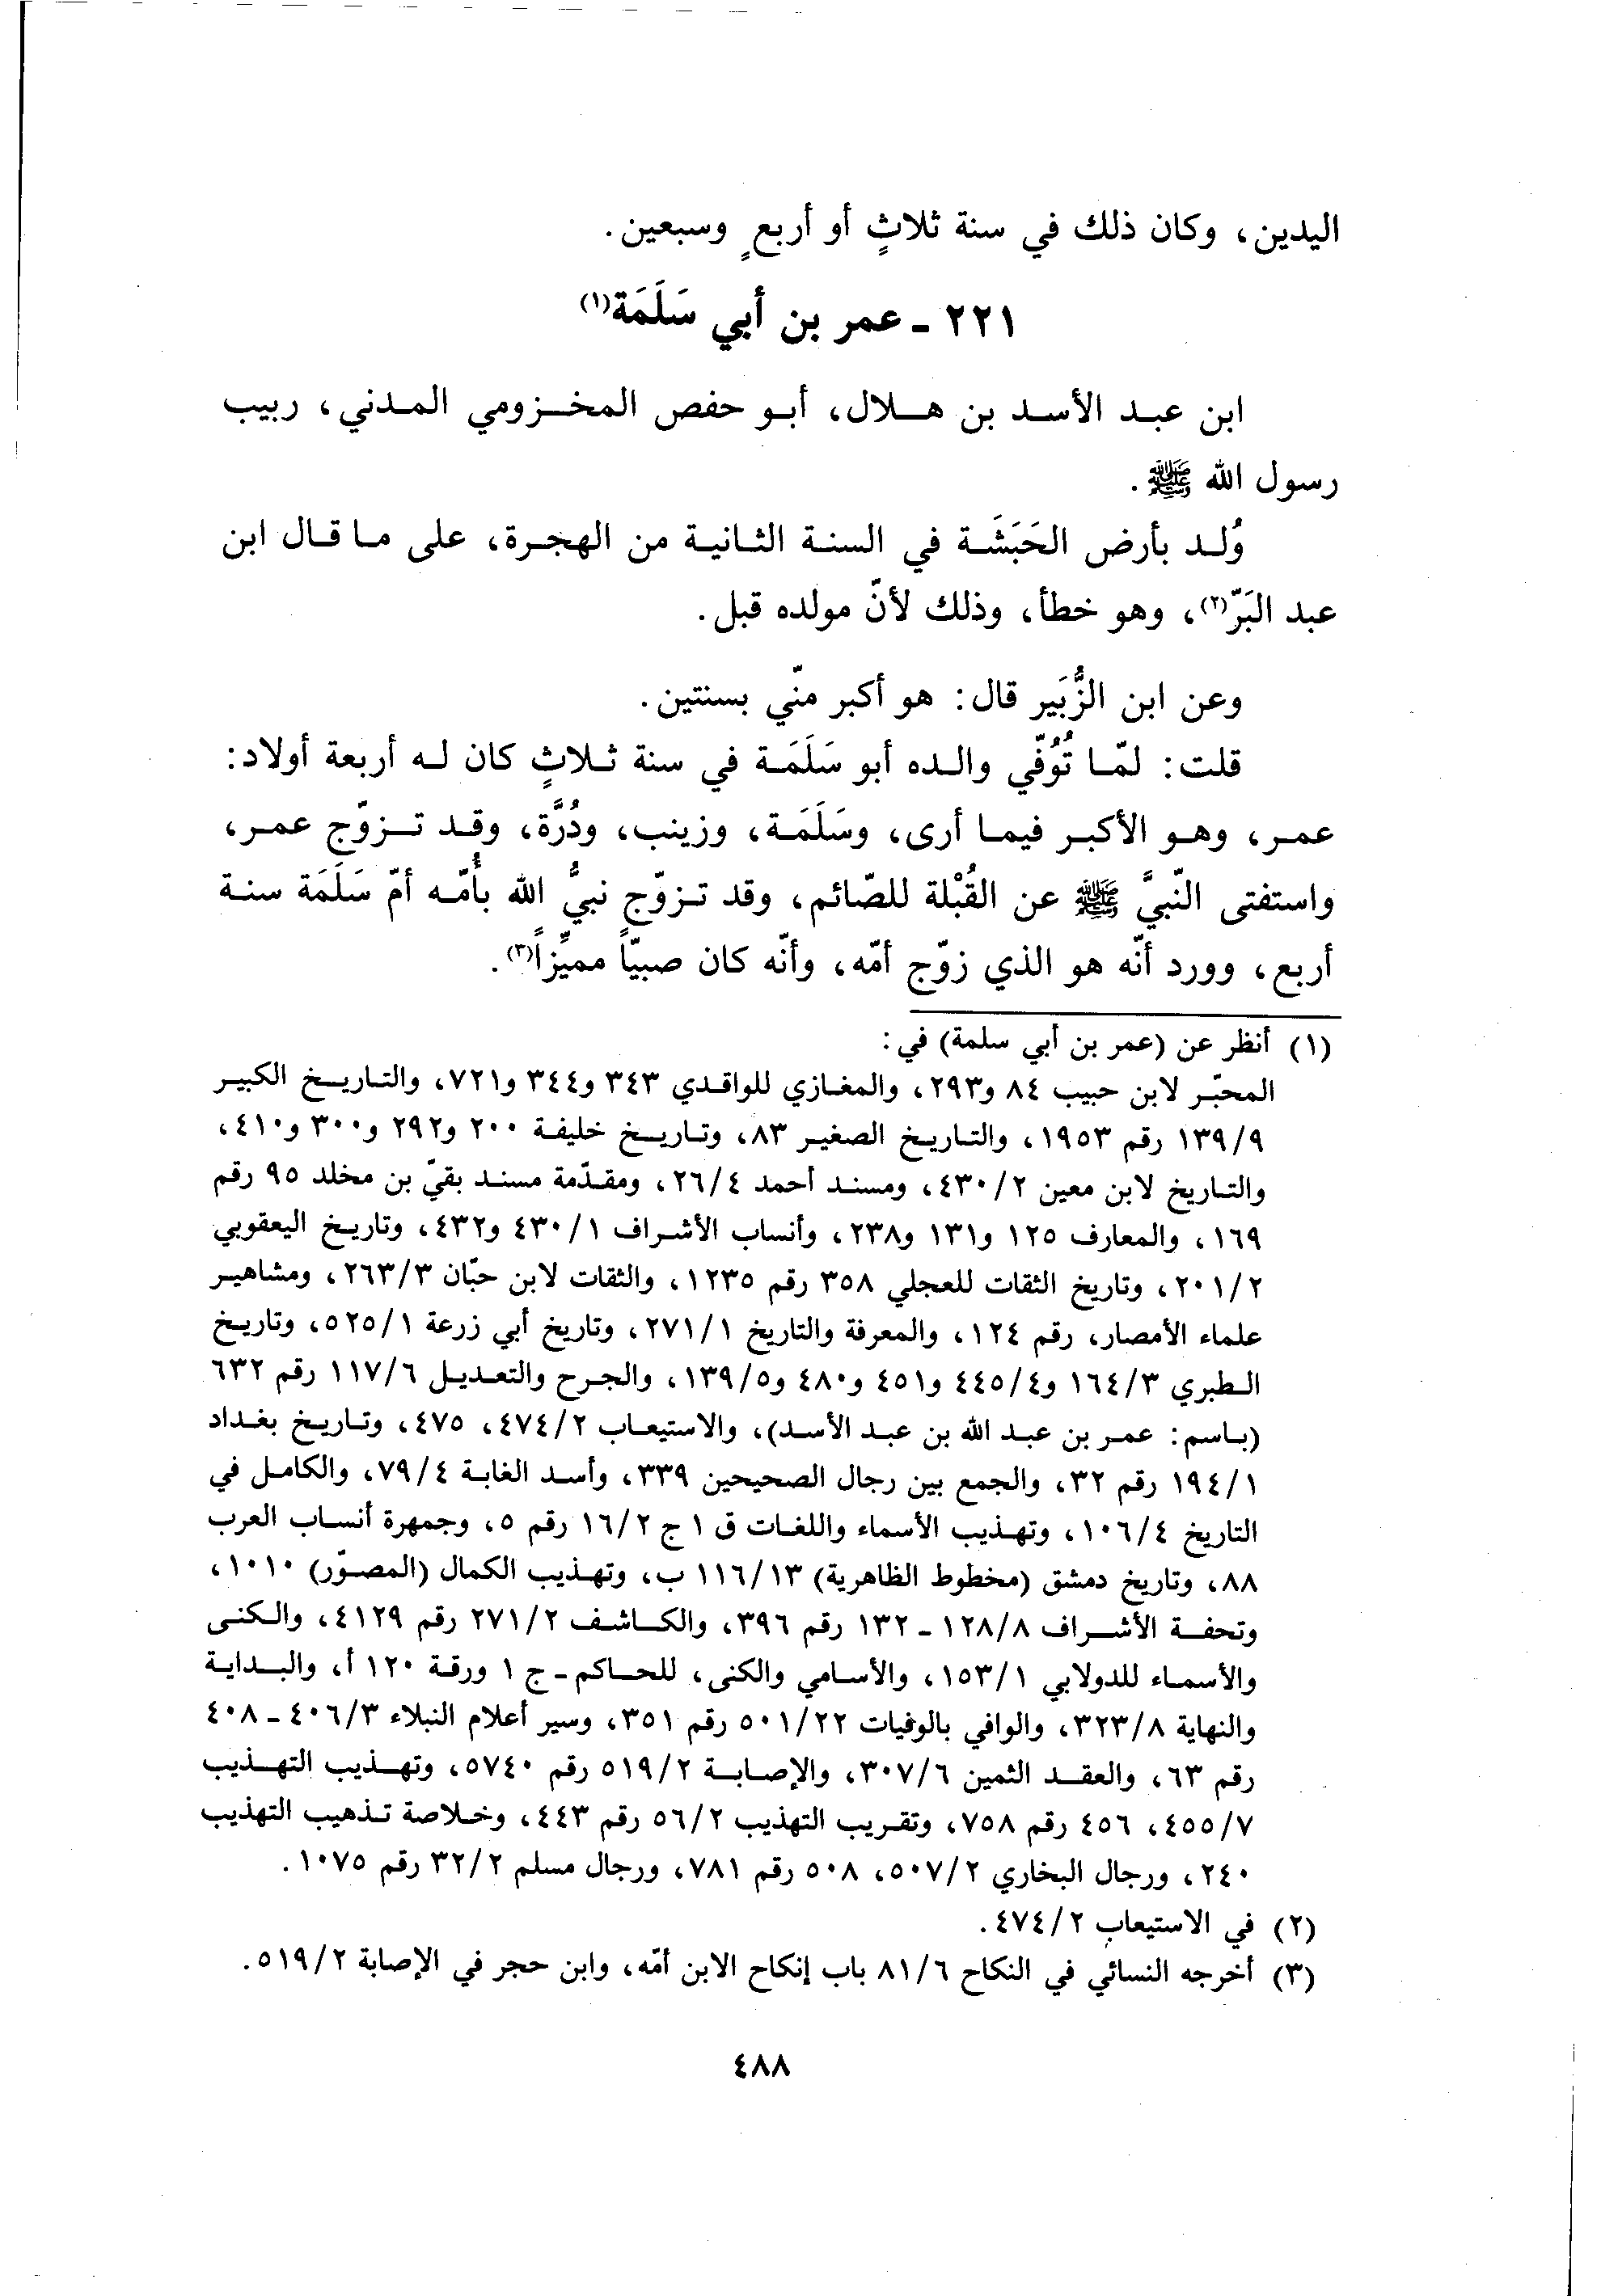 اليدين، وكان ذلك في سنة ثلاثٍ أو أربعٍ وسبعين.
٢٢١ ـ عمر بن أبي سَلَمَة(١)
ابن عبد الأسد بن هلال، أبو حفص المخزومي المدني، ربيب
رسول الله ﷺ.
وُلد بأرض الحَبَشَة في السنة الثانية من الهجرة، على ما قال ابن
عبد البَرّ(٢)، وهو خطأ، وذلك لأنّ مولده قبل.
وعن ابن الزُّبَير قال: هو أكبر منّي بسنتين.
قلت: لمّا تُوُفّي والده أبو سَلَمَة في سنة ثلاثٍ كان له أربعة أولاد:
عمر، وهو الأكبر فيما أرى، وسَلَمَة، وزينب، ودُرَّة، وقد تزوّج عمر،
واستفتى النّبيَّ ﷺ عن القُبْلة للصّائم، وقد تزوّج نبيُّ الله بأُمّه أمّ سَلَمَة سنة
أربع، وورد أنّه هو الذي زوّج أمّه، وأنّه كان صبيّاً مميِّزاً(٣).
(١) أنظر عن (عمر بن أبي سلمة) في:
المحبّر لابن حبيب ٨٤ و٢٩٣، والمغازي للواقدي ٣٤٣ و٣٤٤ و٧٢١، والتاريخ الكبير
١٣٩/٩ رقم ١٩٥٣، والتاريخ الصغير ٨٣، وتاريخ خليفة ٢٠٠ و٢٩٢ و٣٠٠ و٤١٠،
والتاريخ لابن معين ٤٣٠/٢، ومسند أحمد ٢٦/٤، ومقدّمة مسند بقيّ بن مخلد ٩٥ رقم
١٦٩، والمعارف ١٢٥ و١٣١ و٢٣٨، وأنساب الأشراف ٤٣٠/١ و٤٣٢، وتاريخ اليعقوبي
٢٠١/٢، وتاريخ الثقات للعجلي ٣٥٨ رقم ١٢٣٥، والثقات لابن حبّان ٢٦٣/٣، ومشاهير
علماء الأمصار، رقم ١٢٤، والمعرفة والتاريخ ٢٧١/١، وتاريخ أبي زرعة ٥٢٥/١، وتاريخ
الطبري ١٦٤/٣ و٤٤٥/٤ و٤٥١ و٤٨٠ و١٣٩/٥، والجرح والتعديل ١١٧/٦ رقم ٦٣٢
(باسم: عمر بن عبد الله بن عبد الأسد)، والاستيعاب ٤٧٤/٢، ٤٧٥، وتاريخ بغداد
١٩٤/١ رقم ٣٢، والجمع بين رجال الصحيحين ٣٣٩، وأسد الغابة ٧٩/٤، والكامل في
التاريخ ١٠٦/٤، وتهذيب الأسماء واللغات ق ١ ج ١٦/٢ رقم ٥، وجمهرة أنساب العرب
٨٨، وتاريخ دمشق (مخطوط الظاهرية) ١١٦/١٣ ب، وتهذيب الكمال (المصوّر) ١٠١٠،
وتحفة الأشراف ١٢٨/٨ ـ ١٣٢ رقم ٣٩٦، والكاشف ٢٧١/٢ رقم ٤١٢٩، والكنى
والأسماء للدولابي ١٥٣/١، والأسامي والكنى، للحاكم ـ ج ١ ورقة ١٢٠ أ، والبداية
والنهاية ٣٢٣/٨، والوافي بالوفيات ٥٠١/٢٢ رقم ٣٥١، وسير أعلام النبلاء ٤٠٦/٣ ـ ٤٠٨
رقم ٦٣، والعقد الثمين ٣٠٧/٦، والإصابة ٥١٩/٢ رقم ٥٧٤٠، وتهذيب التهذيب
٤٥٥/٧، ٤٥٦ رقم ٧٥٨، وتقريب التهذيب ٥٦/٢ رقم ٤٤٣، وخلاصة تذهيب التهذيب
٢٤٠، ورجال البخاري ٥٠٧/٢، ٥٠٨ رقم ٧٨١، ورجال مسلم ٣٢/٢ رقم ١٠٧٥.
(٢) في الاستيعاب ٤٧٤/٢.
(٣) أخرجه النسائي في النكاح ٨١/٦ باب إنكاح الابن أمّه، وابن حجر في الإصابة ٥١٩/٢.
٤٨٨